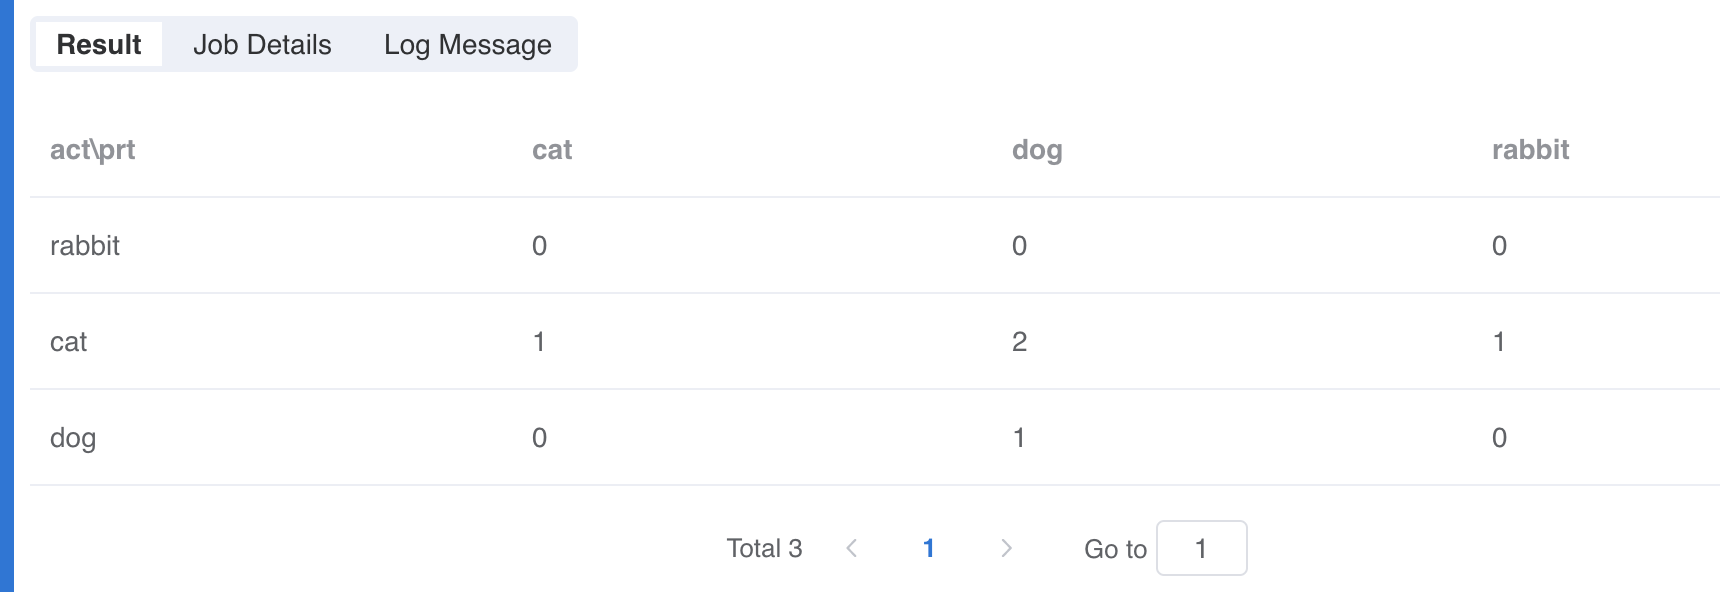 Result Job Details Log Message
act\prt cat dog rabbit
rabbit 0 0 0
cat 1 2 1
dog 0 1 0
Total 3 < 1 > Go to 1